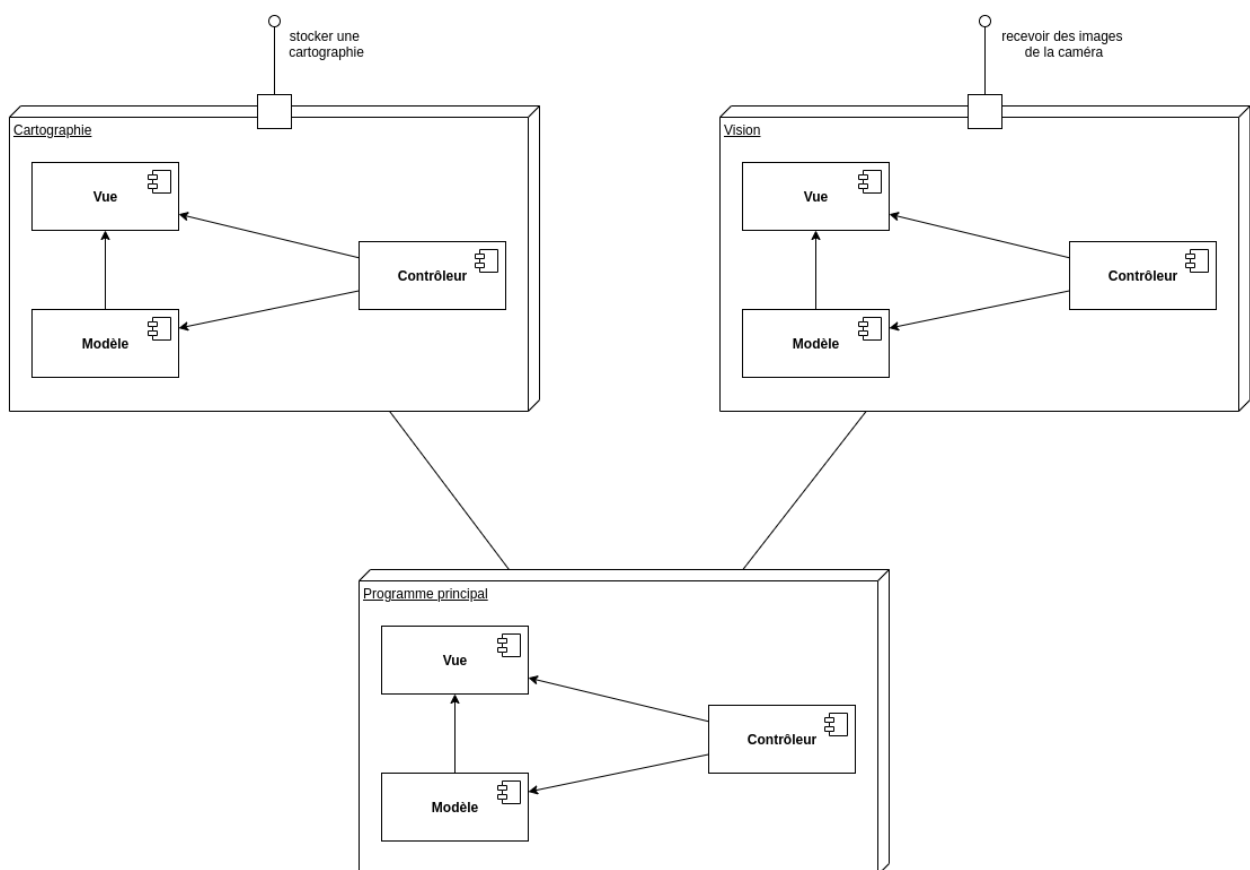 stocker une
cartographie
recevoir des images
de la caméra
Cartographie
Vue
Contrôleur
Modèle
Vision
Vue
Contrôleur
Modèle
Programme principal
Vue
Contrôleur
Modèle